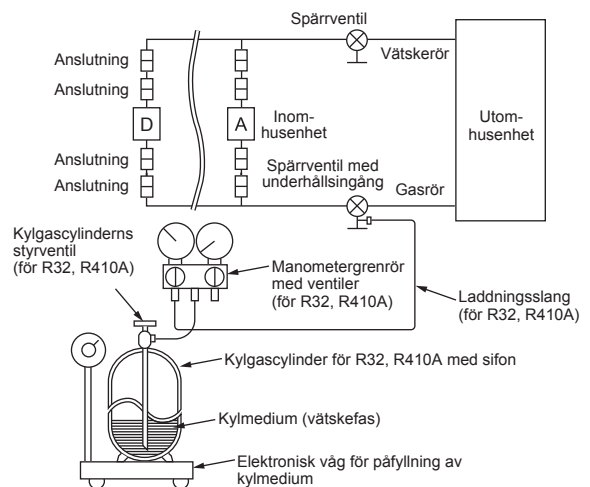 Spärrventil
Vätskerör
Anslutning
Anslutning
D
A
Inom-
husenhet
Utom-
husenhet
Anslutning
Anslutning
Spärrventil med
underhållsingång
Gasrör
Kylgascylinderns
styrventil
(för R32, R410A)
Manometergrenrör
med ventiler
(för R32, R410A)
Laddningsslang
(för R32, R410A)
Kylgascylinder för R32, R410A med sifon
Kylmedium (vätskefas)
Elektronisk våg för påfyllning av
kylmedium